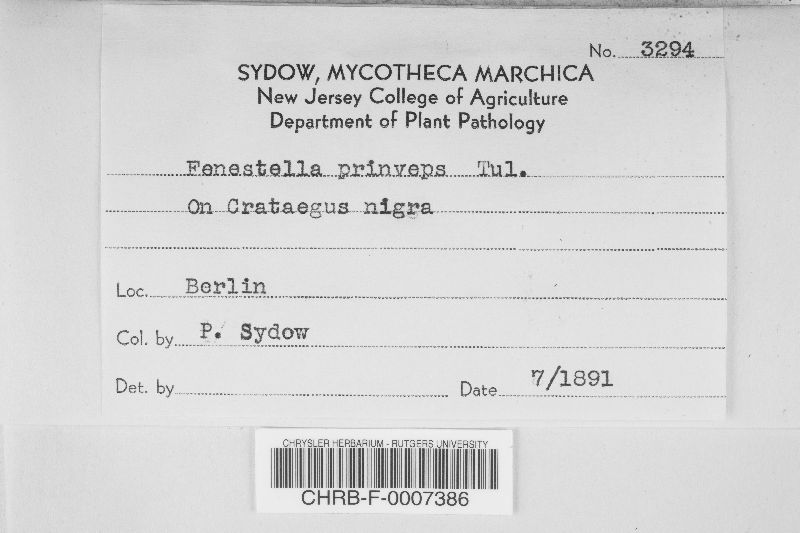 No. 3294
SYDOW, MYCOTHECA MARCHICA
New Jersey College of Agriculture
Department of Plant Pathology
Fenestella prinveps Tul.
On Crataegus nigra
Loc. Berlin
Col. by P. Sydow
Det. by Date 7/1891
CHRYSLER HERBARIUM - RUTGERS UNIVERSITY
CHRB-F-0007386